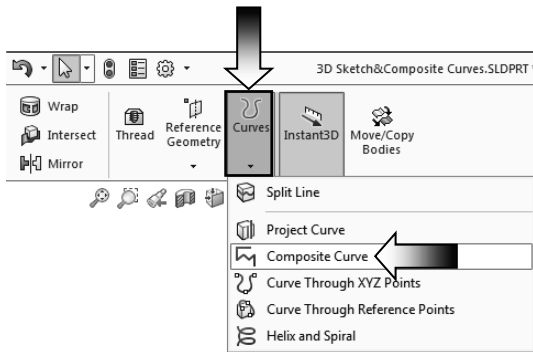 3D Sketch&Composite Curves.SLDPRT
Wrap
Intersect
Mirror
Thread
Reference
Geometry
Curves
Instant3D
Move/Copy
Bodies
Split Line
Project Curve
Composite Curve
Curve Through XYZ Points
Curve Through Reference Points
Helix and Spiral